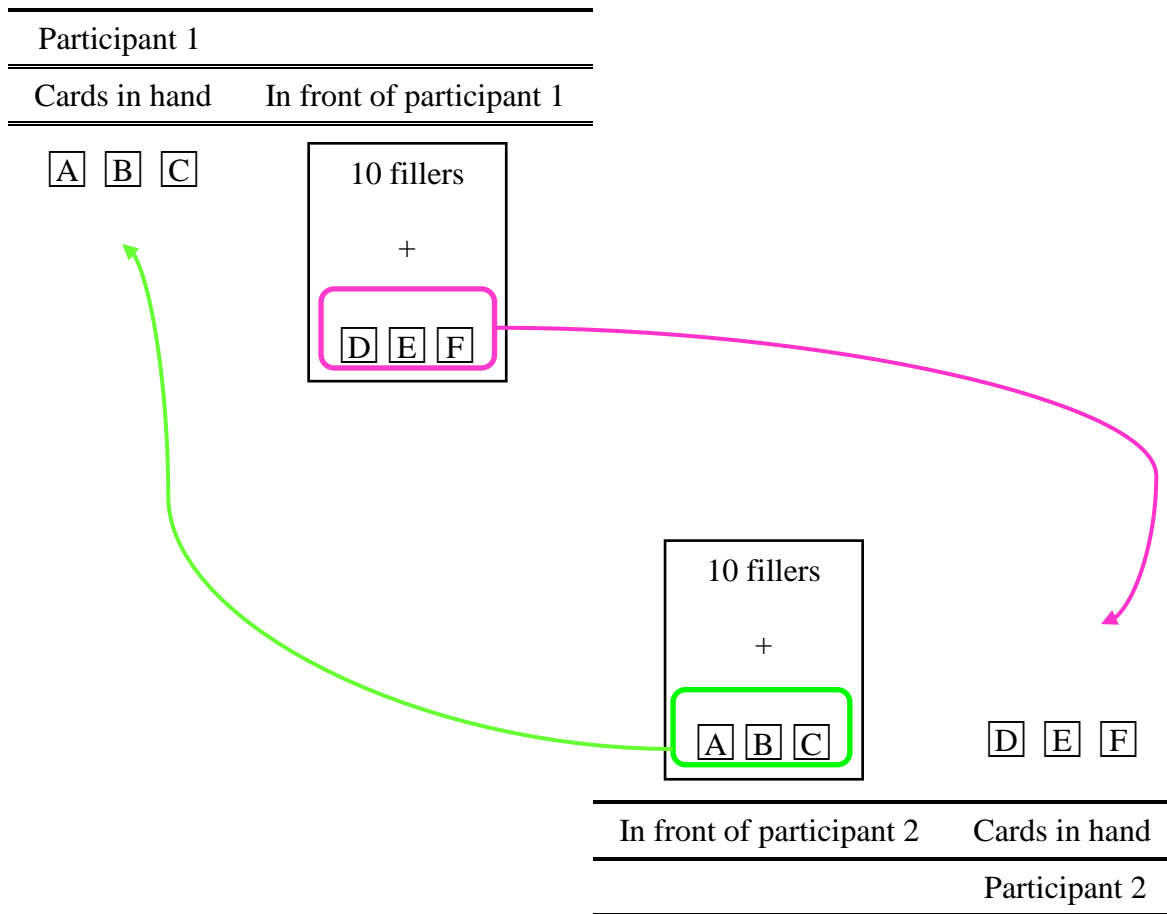 Participant 1
Cards in hand In front of participant 1
A B C 10 fillers
+
D E F
10 fillers
+
A B C D E F
In front of participant 2 Cards in hand
Participant 2